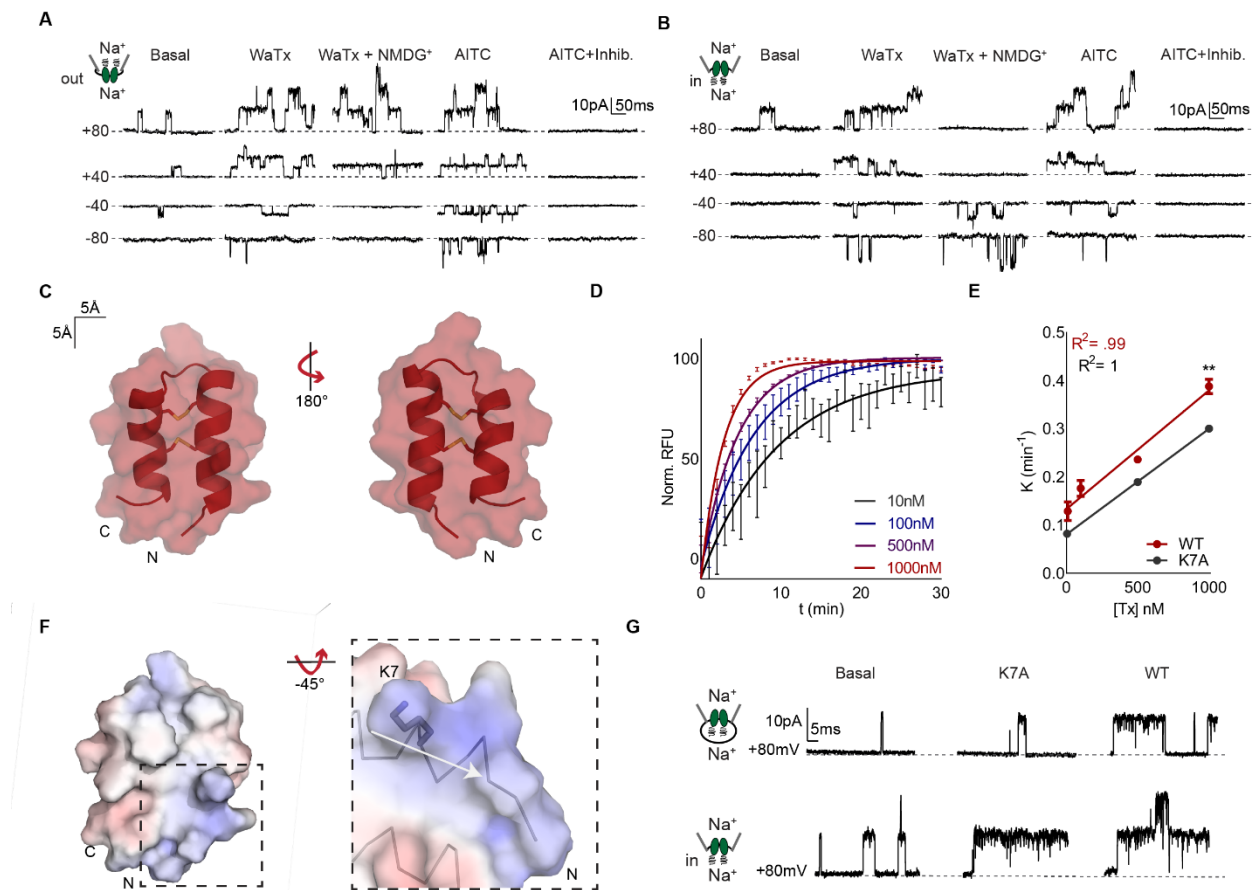 A
Na⁺
out
Na⁺
Basal WaTx WaTx + NMDG⁺ AITC AITC+Inhib.
10pA 50ms
+80
+40
-40
-80
B
Na⁺
in
Na⁺
Basal WaTx WaTx + NMDG⁺ AITC AITC+Inhib.
10pA 50ms
+80
+40
-40
-80
C
5Å
5Å
180°
C
N
N
C
D
Norm. RFU
100
50
0
10nM
100nM
500nM
1000nM
0 10 20 30
t (min)
E
K (min⁻¹)
0.5
0.4
0.3
0.2
0.1
0.0
R²= .99
R²= 1
**
WT
K7A
0 500 1000
[Tx] nM
F
-45°
C
N
K7
N
G
Basal K7A WT
Na⁺
Na⁺
10pA
5ms
+80mV
Na⁺
in
Na⁺
+80mV